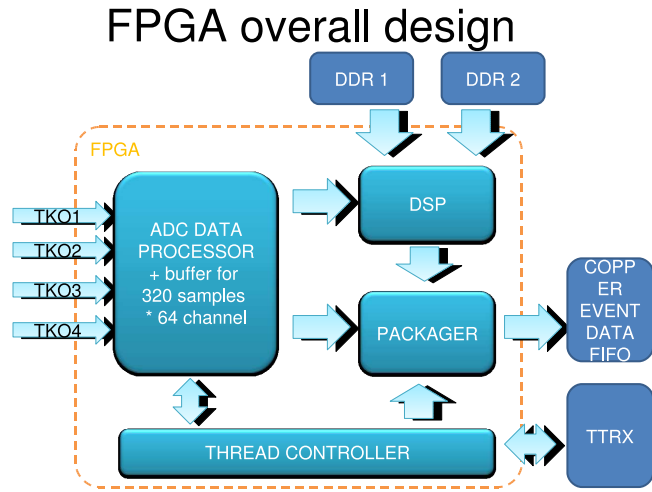 FPGA overall design
DDR 1
DDR 2
FPGA
TKO1
TKO2
TKO3
TKO4
ADC DATA
PROCESSOR
+ buffer for
320 samples
* 64 channel
DSP
PACKAGER
COPP
ER
EVENT
DATA
FIFO
THREAD CONTROLLER
TTRX